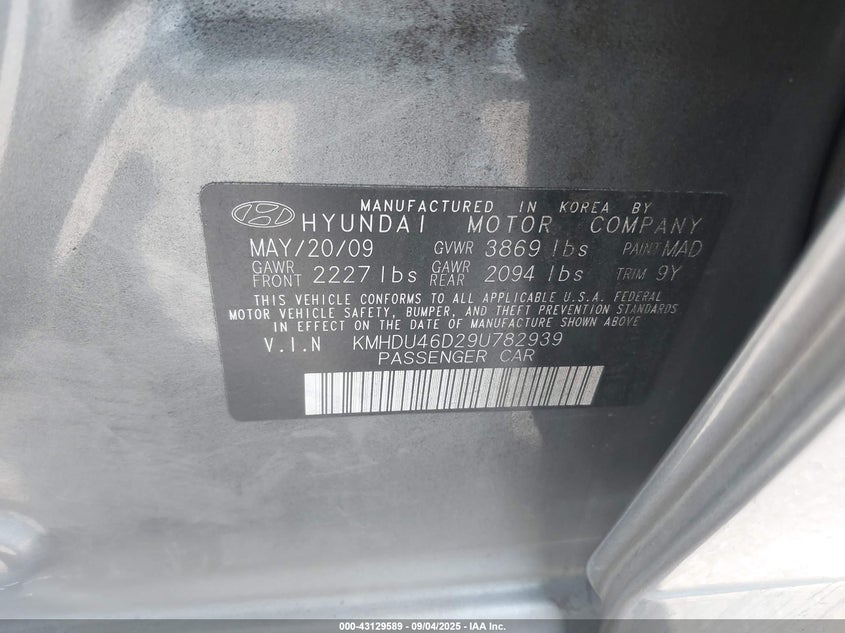 MANUFACTURED IN KOREA BY
HYUNDAI MOTOR COMPANY
MAY/20/09 GVWR 3869 lbs PAINT MAD
GAWR FRONT 2227 lbs GAWR REAR 2094 lbs TRIM 9Y
THIS VEHICLE CONFORMS TO ALL APPLICABLE U.S.A. FEDERAL
MOTOR VEHICLE SAFETY, BUMPER, AND THEFT PREVENTION STANDARDS
IN EFFECT ON THE DATE OF MANUFACTURE SHOWN ABOVE
V.I.N KMHDU46D29U782939
PASSENGER CAR
000-43129589 - 09/04/2025 - IAA Inc.